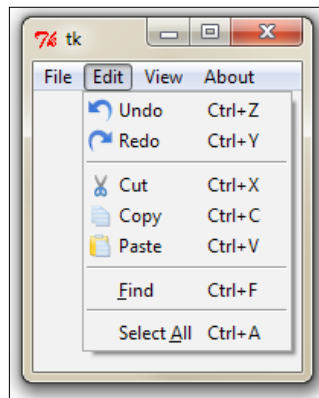 7% tk
File Edit View About
Undo Ctrl+Z
Redo Ctrl+Y
Cut Ctrl+X
Copy Ctrl+C
Paste Ctrl+V
Find Ctrl+F
Select All Ctrl+A